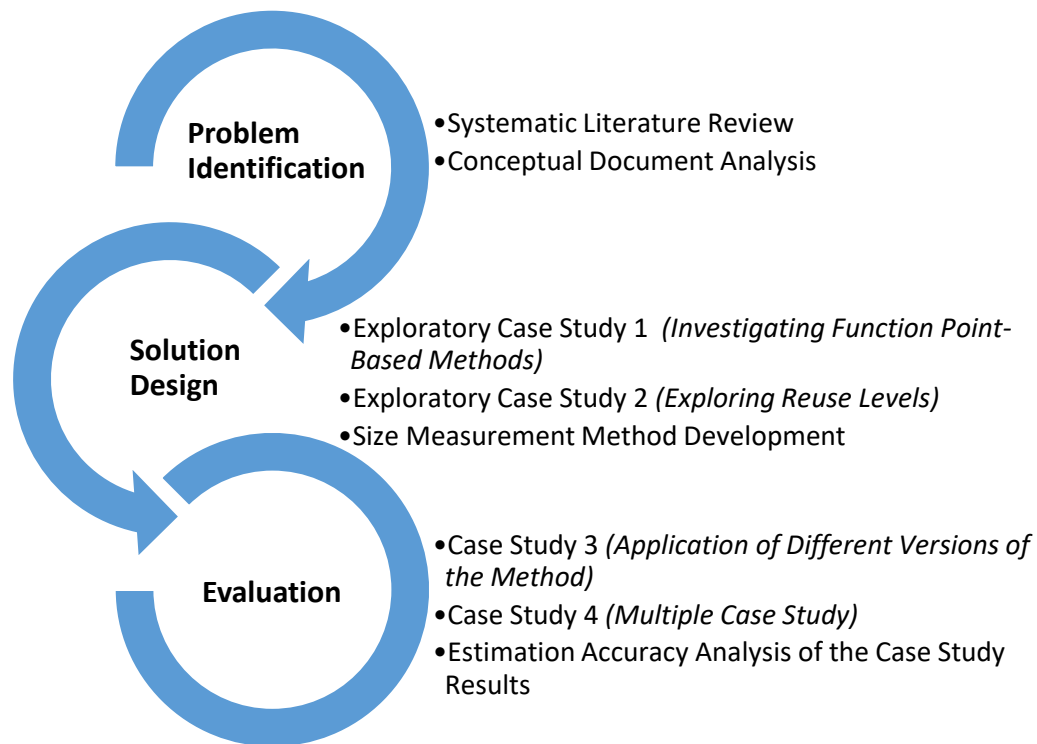 Problem
Identification
•Systematic Literature Review
•Conceptual Document Analysis
Solution
Design
•Exploratory Case Study 1 (Investigating Function Point-
Based Methods)
•Exploratory Case Study 2 (Exploring Reuse Levels)
•Size Measurement Method Development
Evaluation
•Case Study 3 (Application of Different Versions of
the Method)
•Case Study 4 (Multiple Case Study)
•Estimation Accuracy Analysis of the Case Study
Results